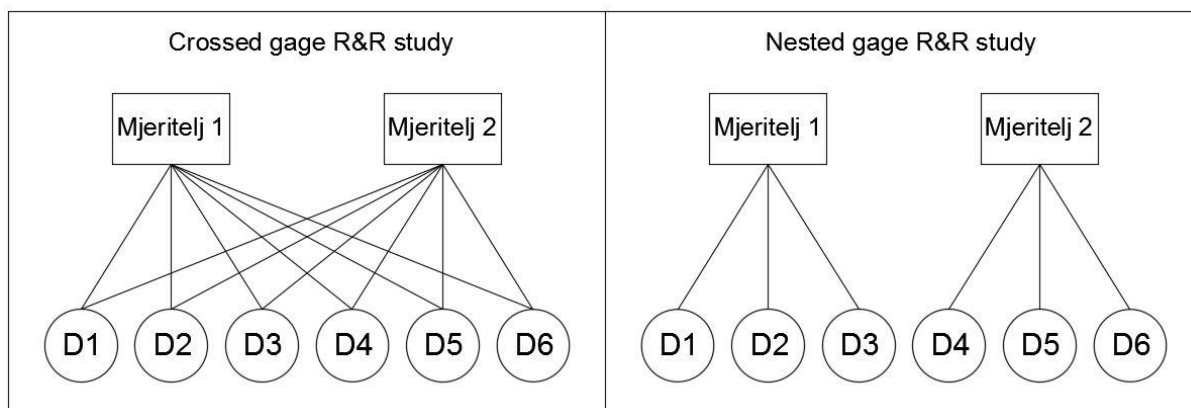 Crossed gage R&R study
Mjeritelj 1
Mjeritelj 2
D1
D2
D3
D4
D5
D6
Nested gage R&R study
Mjeritelj 1
Mjeritelj 2
D1
D2
D3
D4
D5
D6